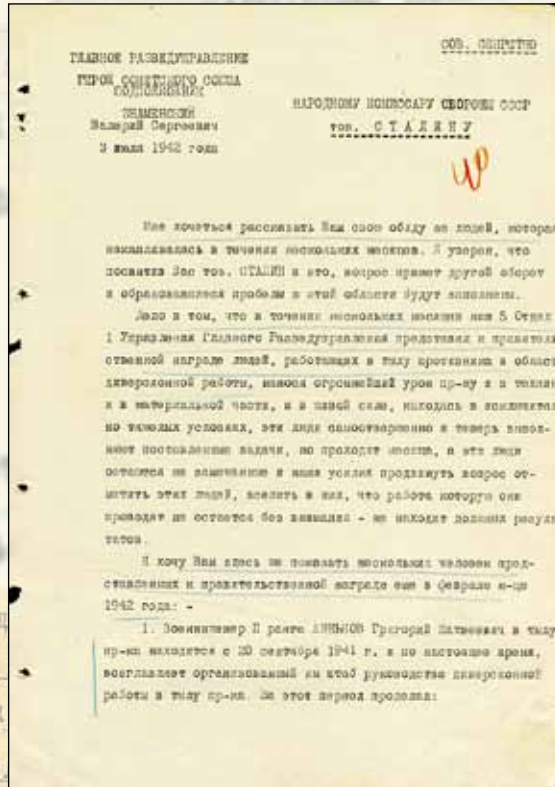 СОВ. СЕКРЕТНО
ГЛАВНОЕ РАЗВЕДУПРАВЛЕНИЕ
ГЕРОЙ СОВЕТСКОГО СОЮЗА
ПОДПОЛКОВНИК
ЗНАМЕНСКИЙ
Валерий Сергеевич
3 июля 1942 года
НАРОДНОМУ КОМИССАРУ ОБОРОНЫ СССР
тов. СТАЛИНУ
Мне хочеться рассказать Вам свою обиду за людей, которая
накапливалась в течении нескольких месяцев. Я уверен, что
посвятив Вас тов. СТАЛИН в это, вопрос примет другой оборот
и образовавшиеся пробелы в этой области будут заполнены.
Дело в том, что в течении нескольких месяцев нам 5 Отдел
1 Управления Главного Разведуправления представил к правитель
ственной награде людей, работающих в тылу противника в област
диверсионной работы, нанося огромнейший урон пр-ку и в технике
и в материальной части, и в живой силе, находясь в исключител
но тяжелых условиях, эти люди самоотверженно и теперь выпол-
няют поставленные задачи, но проходят месяцы, а эти люди
остаются не замеченными и наши усилия продвинуть вопрос от-
метить этих людей, вселить в них, что работа которую они
проводят не остается без внимания - не находят должных резуль
татов.
Я хочу Вам здесь же показать нескольких человек пред-
ставленных к правительственной награде еще в феврале м-це
1942 года: -
1. Военинженер II ранга Григорий Матвеевич в тылу
пр-ка находится с 20 сентября 1941 г. и по настоящее время,
возглавляет организованный им штаб руководства диверсионной
работы в тылу пр-ка. За этот период проделал: